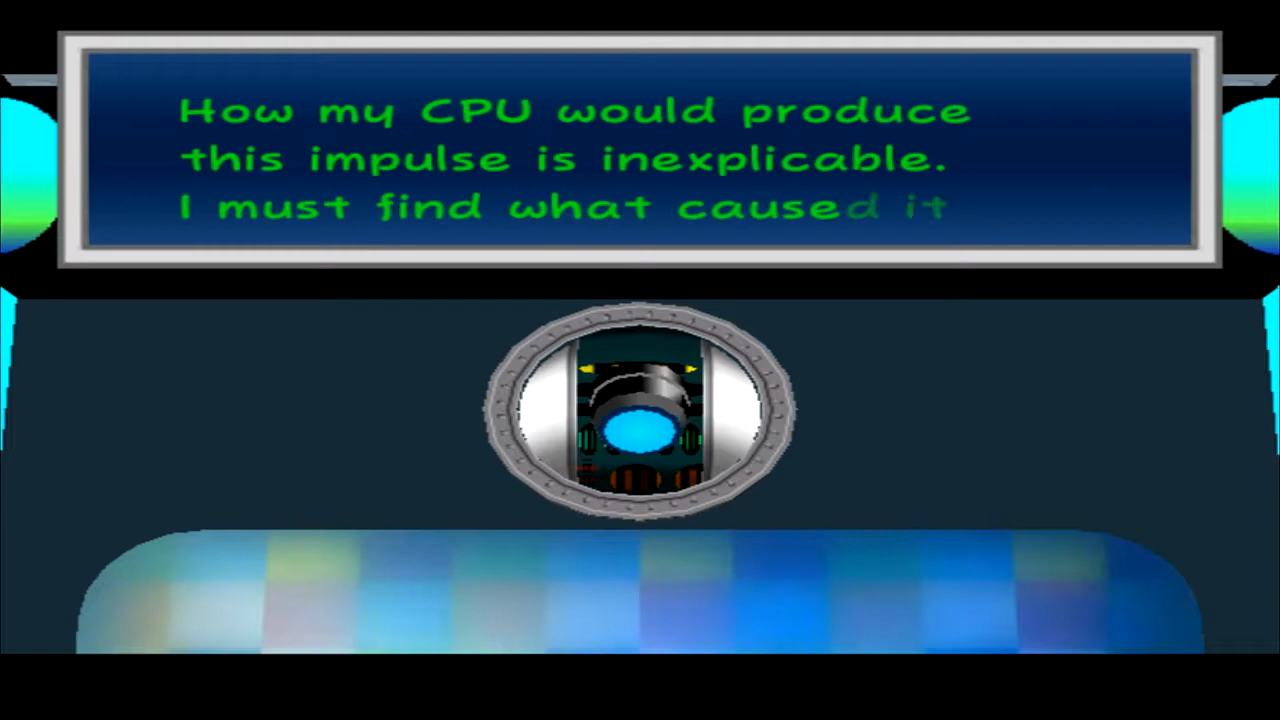 How my CPU would produce
this impulse is inexplicable.
I must find what caused it